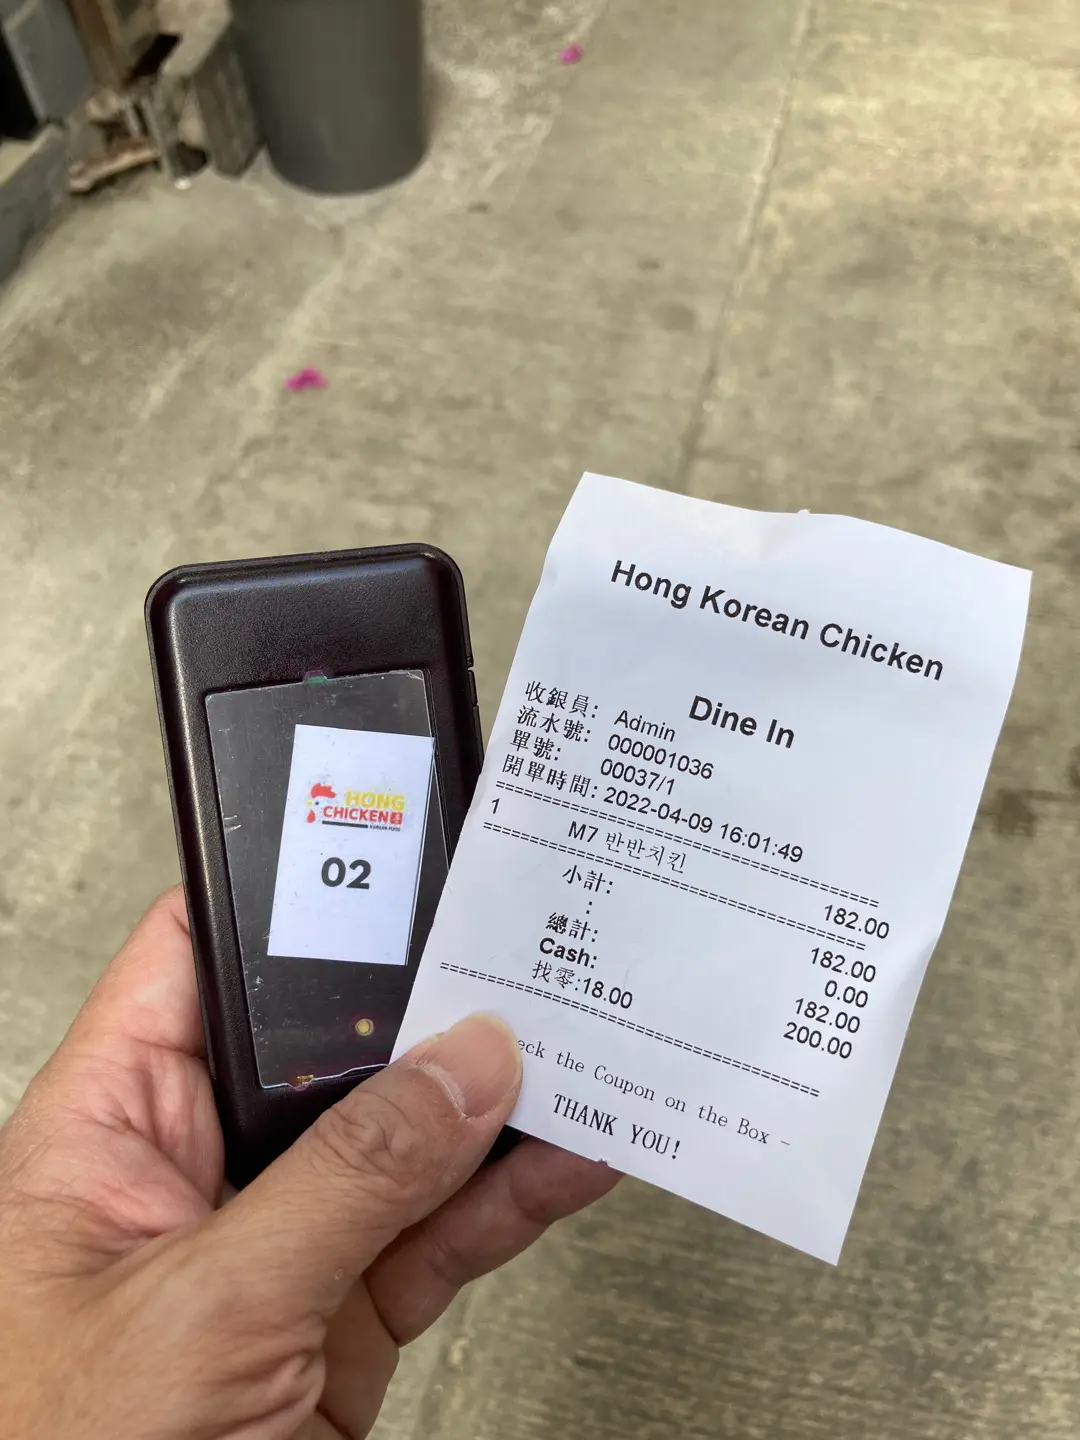 HONG
CHICKEN
KOREAN FOOD
02
Hong Korean Chicken
Dine In
收銀員: Admin
流水號: 000001036
單號: 00037/1
開單時間: 2022-04-09 16:01:49
1 M7 반반치킨 182.00
小計: 182.00
: 0.00
總計: 182.00
Cash: 200.00
找零:18.00
the Coupon on the Box -
THANK YOU!